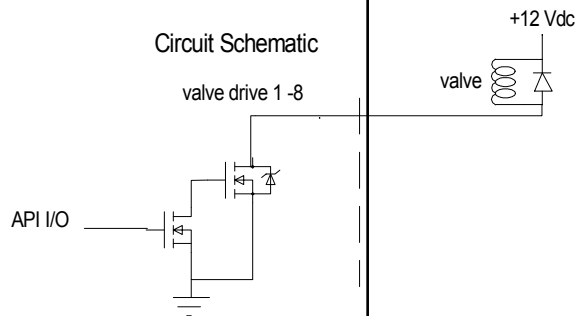 +12 Vdc
Circuit Schematic
valve
valve drive 1 -8
API I/O